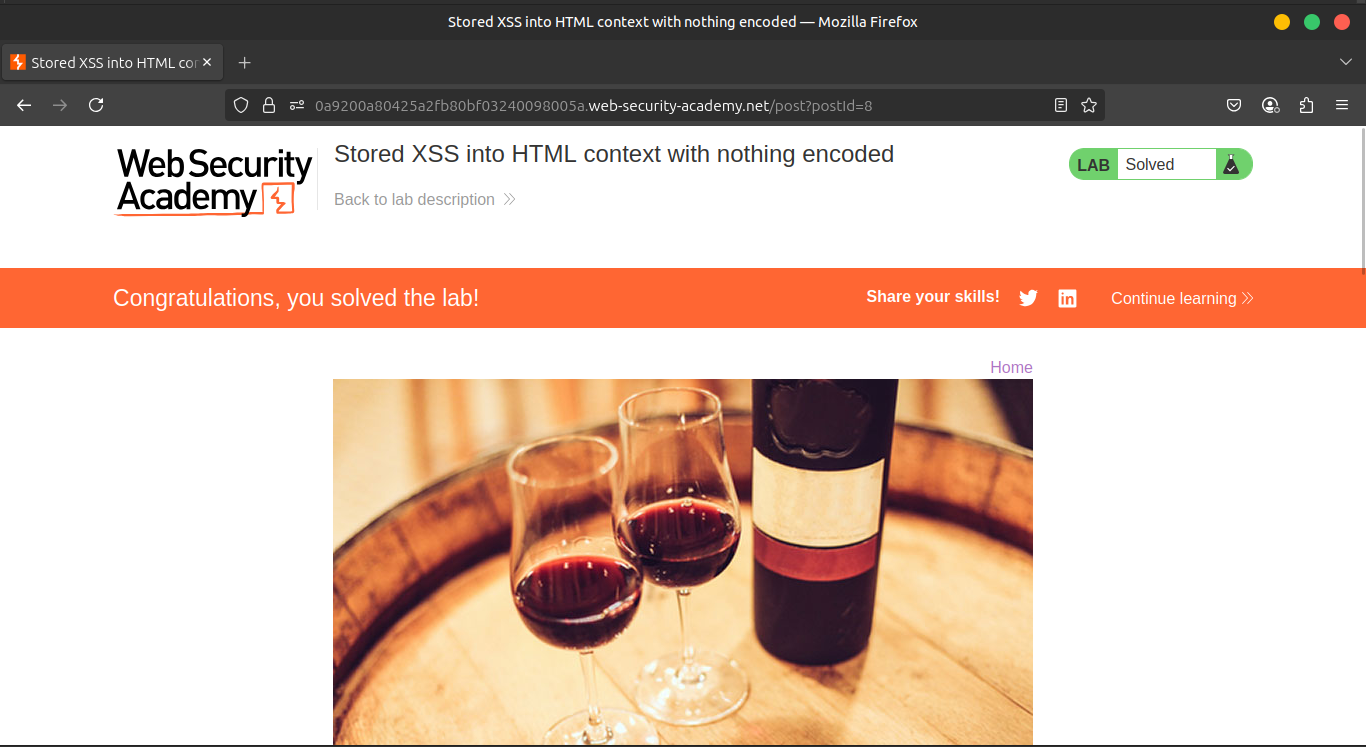 Stored XSS into HTML context with nothing encoded — Mozilla Firefox
Stored XSS into HTML cor
0a9200a80425a2fb80bf03240098005a.web-security-academy.net/post?postId=8
Web Security
Academy
Stored XSS into HTML context with nothing encoded
Back to lab description
LAB Solved
Congratulations, you solved the lab!
Share your skills!
Continue learning
Home